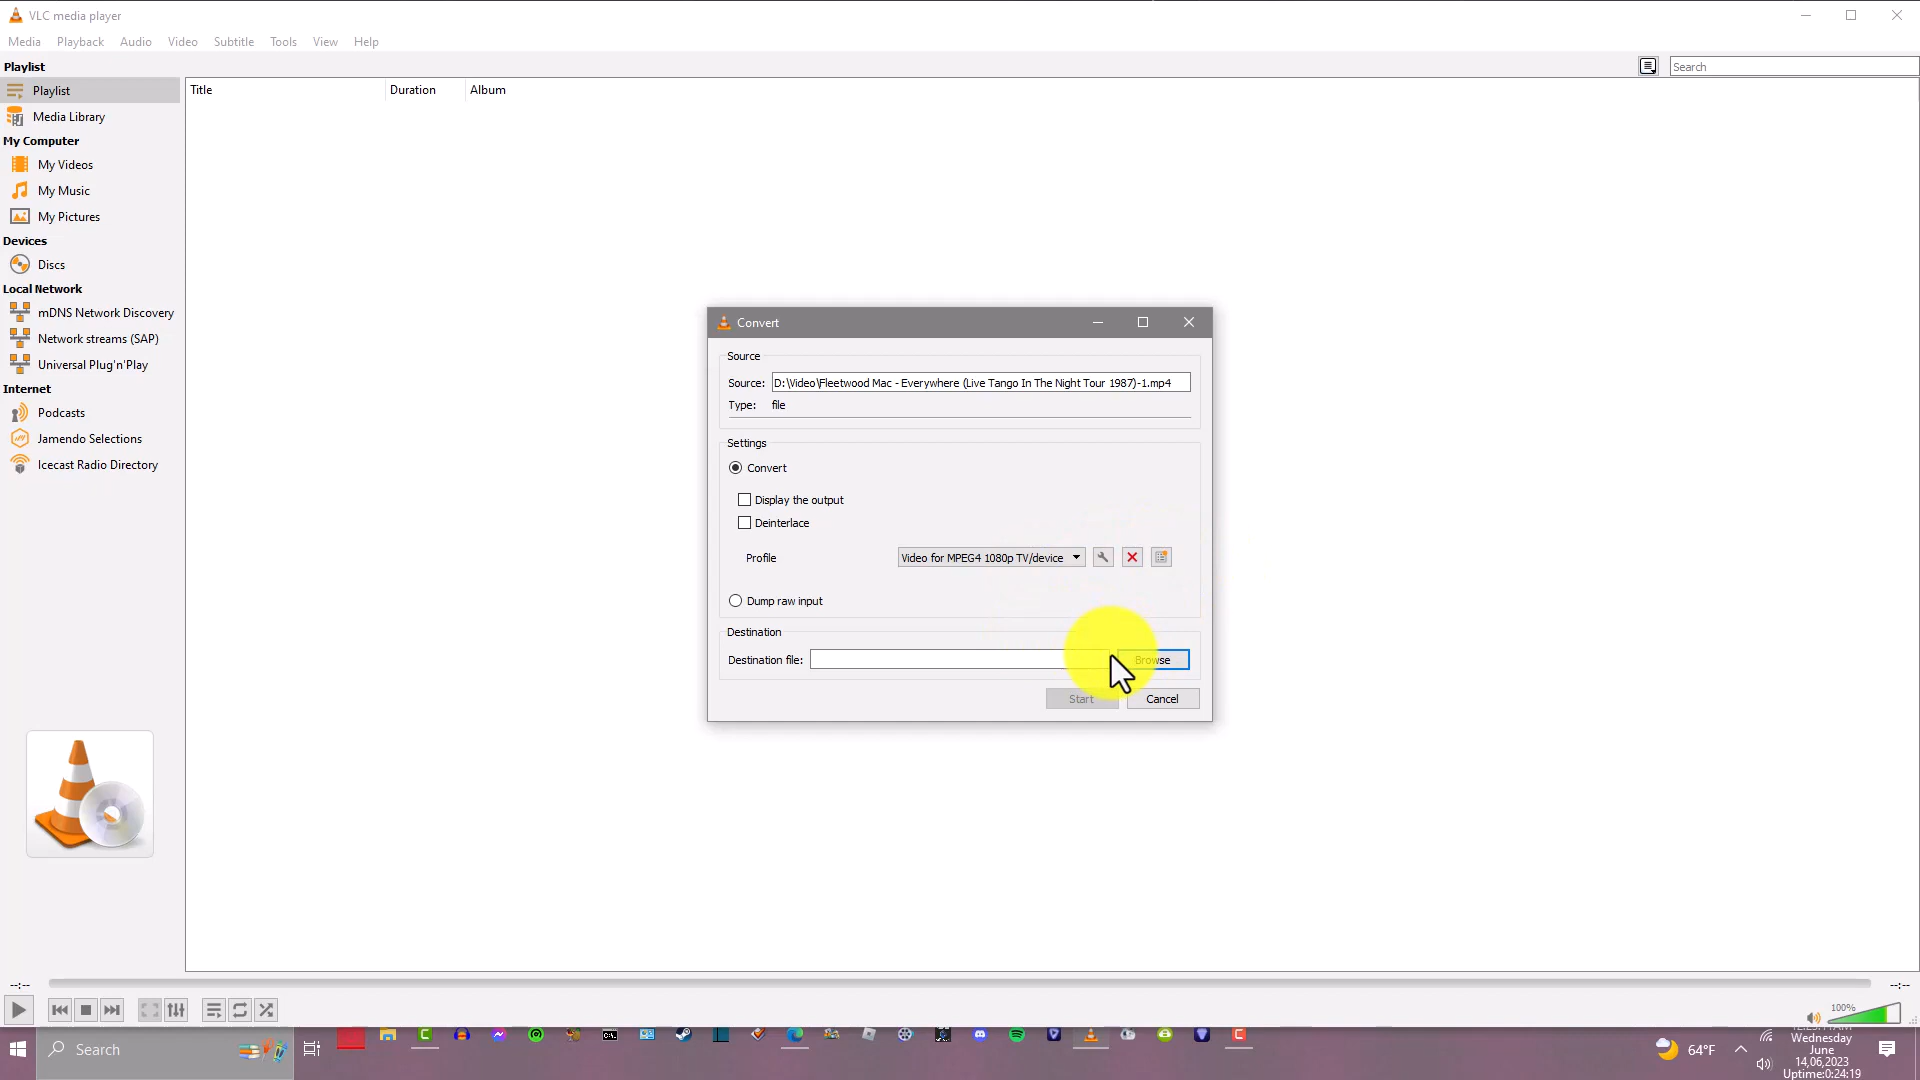 VLC media player
Media Playback Audio Video Subtitle Tools View Help
Playlist
Search
Playlist
Media Library
My Computer
My Videos
My Music
My Pictures
Devices
Discs
Local Network
mDNS Network Discovery
Network streams (SAP)
Universal Plug'n'Play
Internet
Podcasts
Jamendo Selections
Icecast Radio Directory
Title Duration Album
Convert
Source
Source: D:\Video\Fleetwood Mac - Everywhere (Live Tango In The Night Tour 1987)-1.mp4
Type: file
Settings
Convert
Display the output
Deinterlace
Profile Video for MPEG4 1080p TV/device
Dump raw input
Destination
Destination file: Browse
Start Cancel
--:-- --:--
100%
Search
64°F
Wednesday
June
14,06,2023
Uptime:0:24:19